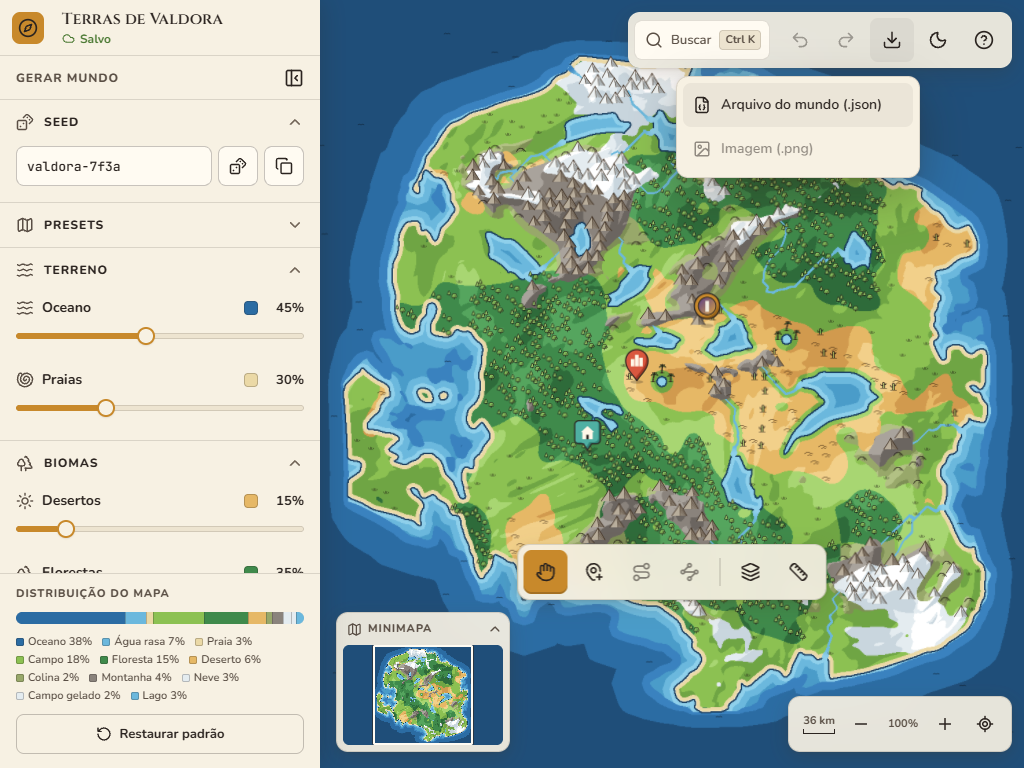 Terras de Valdora
Salvo
GERAR MUNDO
SEED
valdora-7f3a
PRESETS
TERRENO
Oceano 45%
Praias 30%
BIOMAS
Desertos 15%
Florestas 35%
DISTRIBUIÇÃO DO MAPA
Oceano 38% Água rasa 7% Praia 3%
Campo 18% Floresta 15% Deserto 6%
Colina 2% Montanha 4% Neve 3%
Campo gelado 2% Lago 3%
Restaurar padrão
Buscar Ctrl K
Arquivo do mundo (.json)
Imagem (.png)
MINIMAPA
36 km 100%